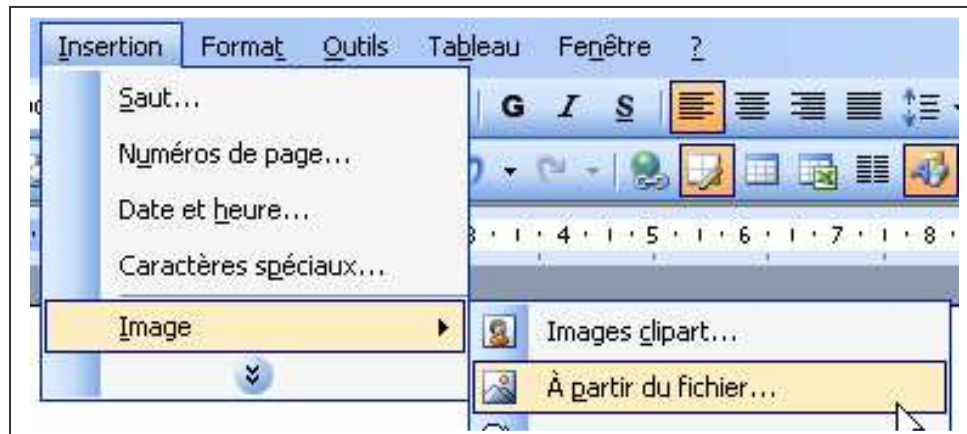 Insertion Format Outils Tableau Fenêtre ?
Saut...
G I S
Numéros de page...
Date et heure...
3 4 5 6 7 8
Caractères spéciaux...
Image
Images clipart...
À partir du fichier...